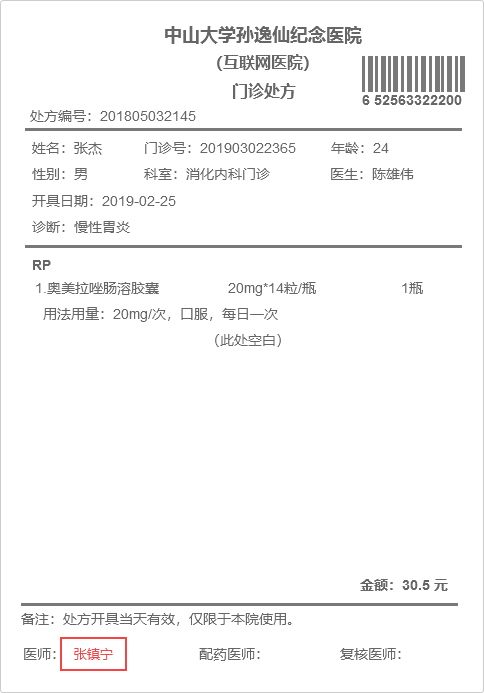 中山大学孙逸仙纪念医院
(互联网医院)
门诊处方
6 52563322200
处方编号：201805032145
姓名：张杰 门诊号：201903022365 年龄：24
性别：男 科室：消化内科门诊 医生：陈雄伟
开具日期：2019-02-25
诊断：慢性胃炎
RP
1.奥美拉唑肠溶胶囊 20mg*14粒/瓶 1瓶
用法用量：20mg/次，口服，每日一次
（此处空白）
金额：30.5 元
备注：处方开具当天有效，仅限于本院使用。
医师：张镇宁 配药医师： 复核医师：